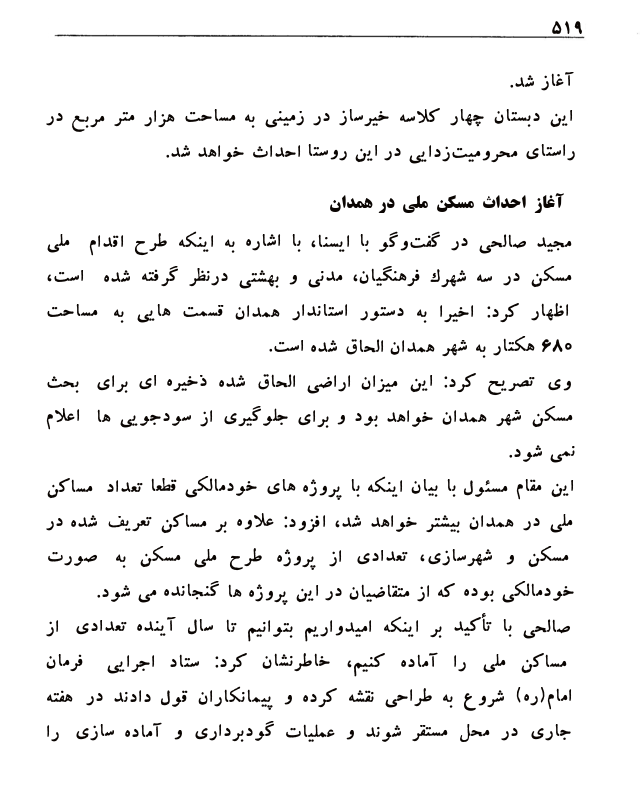 ۵۱۹
آغاز شد.
این دبستان چهار کلاسه خیرساز در زمینی به مساحت هزار متر مربع در
راستای محرومیت‌زدایی در این روستا احداث خواهد شد.
آغاز احداث مسکن ملی در همدان
مجید صالحی در گفت‌وگو با ایسنا، با اشاره به اینکه طرح اقدام ملی
مسکن در سه شهرك فرهنگیان، مدنی و بهشتی درنظر گرفته شده است،
اظهار کرد: اخیرا به دستور استاندار همدان قسمت هایی به مساحت
۶۸۰ هکتار به شهر همدان الحاق شده است.
وی تصریح کرد: این میزان اراضی الحاق شده ذخیره ای برای بحث
مسکن شهر همدان خواهد بود و برای جلوگیری از سودجویی ها اعلام
نمی شود.
این مقام مسئول با بیان اینکه با پروژه های خودمالکی قطعا تعداد مساکن
ملی در همدان بیشتر خواهد شد، افزود: علاوه بر مساکن تعریف شده در
مسکن و شهرسازی، تعدادی از پروژه طرح ملی مسکن به صورت
خودمالکی بوده که از متقاضیان در این پروژه ها گنجانده می شود.
صالحی با تأکید بر اینکه امیدواریم بتوانیم تا سال آینده تعدادی از
مساکن ملی را آماده کنیم، خاطرنشان کرد: ستاد اجرایی فرمان
امام(ره) شروع به طراحی نقشه کرده و پیمانکاران قول دادند در هفته
جاری در محل مستقر شوند و عملیات گودبرداری و آماده سازی را